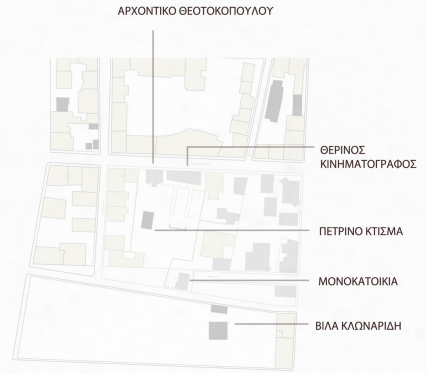 ΑΡΧΟΝΤΙΚΟ ΘΕΟΤΟΚΟΠΟΥΛΟΥ
ΘΕΡΙΝΟΣ
ΚΙΝΗΜΑΤΟΓΡΑΦΟΣ
ΠΕΤΡΙΝΟ ΚΤΙΣΜΑ
ΜΟΝΟΚΑΤΟΙΚΙΑ
ΒΙΛΑ ΚΛΩΝΑΡΙΔΗ